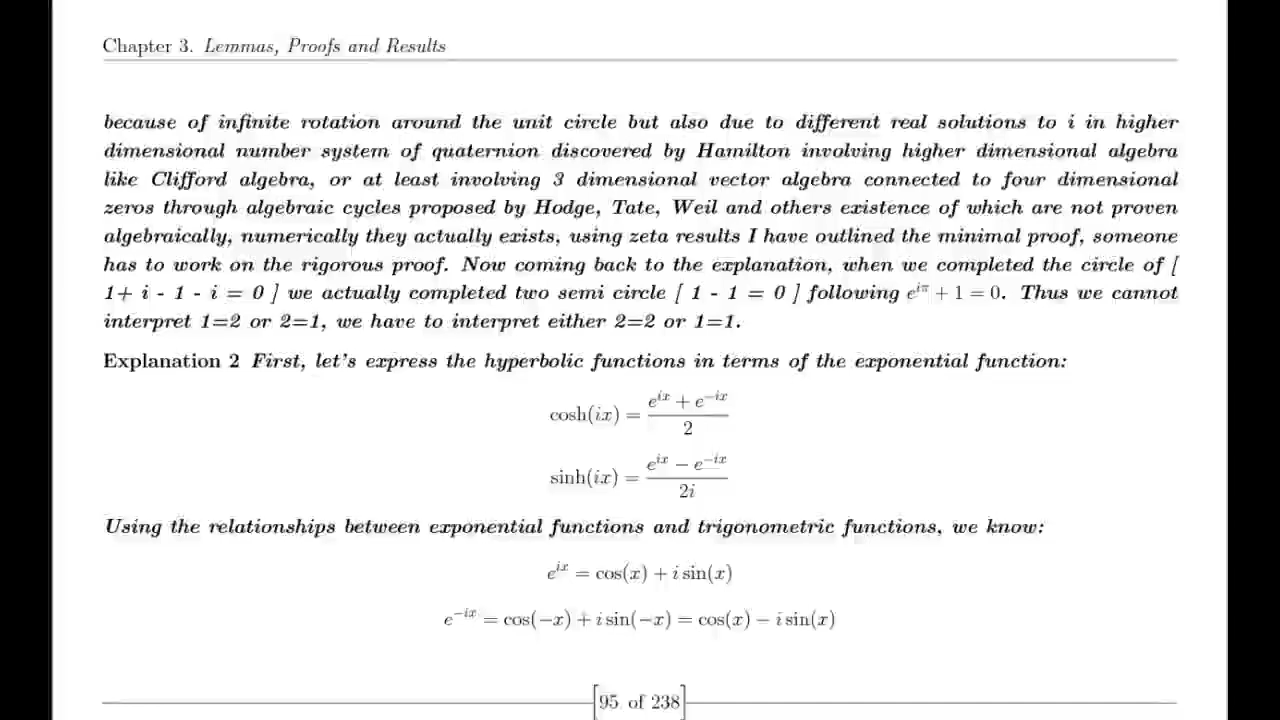 Chapter 3. Lemmas, Proofs and Results
because of infinite rotation around the unit circle but also due to different real solutions to i in higher
dimensional number system of quaternion discovered by Hamilton involving higher dimensional algebra
like Clifford algebra, or at least involving 3 dimensional vector algebra connected to four dimensional
zeros through algebraic cycles proposed by Hodge, Tate, Weil and others existence of which are not proven
algebraically, numerically they actually exists, using zeta results I have outlined the minimal proof, someone
has to work on the rigorous proof. Now coming back to the explanation, when we completed the circle of [
1+ i - 1 - i = 0 ] we actually completed two semi circle [ 1 - 1 = 0 ] following e^{iπ} + 1 = 0. Thus we cannot
interpret 1=2 or 2=1, we have to interpret either 2=2 or 1=1.
Explanation 2 First, let's express the hyperbolic functions in terms of the exponential function:
cosh(ix) = \frac{e^{ix} + e^{-ix}}{2}
sinh(ix) = \frac{e^{ix} − e^{-ix}}{2i}
Using the relationships between exponential functions and trigonometric functions, we know:
e^{ix} = cos(x) + i sin(x)
e^{-ix} = cos(−x) + i sin(−x) = cos(x) − i sin(x)
[95 of 238]